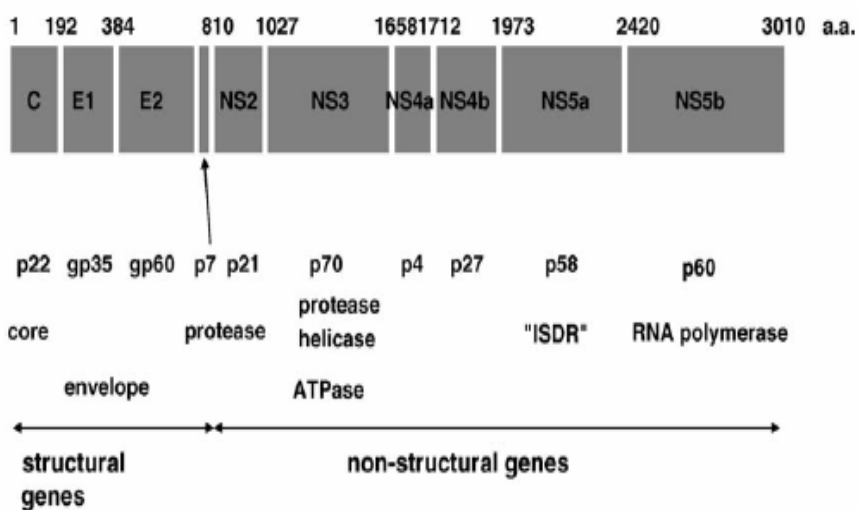 1 192 384 810 1027 16581712 1973 2420 3010 a.a.
C E1 E2 NS2 NS3 NS4a NS4b NS5a NS5b
p22 gp35 gp60 p7 p21 p70 p4 p27 p58 p60
core protease protease helicase "ISDR" RNA polymerase
envelope ATPase
structural genes non-structural genes